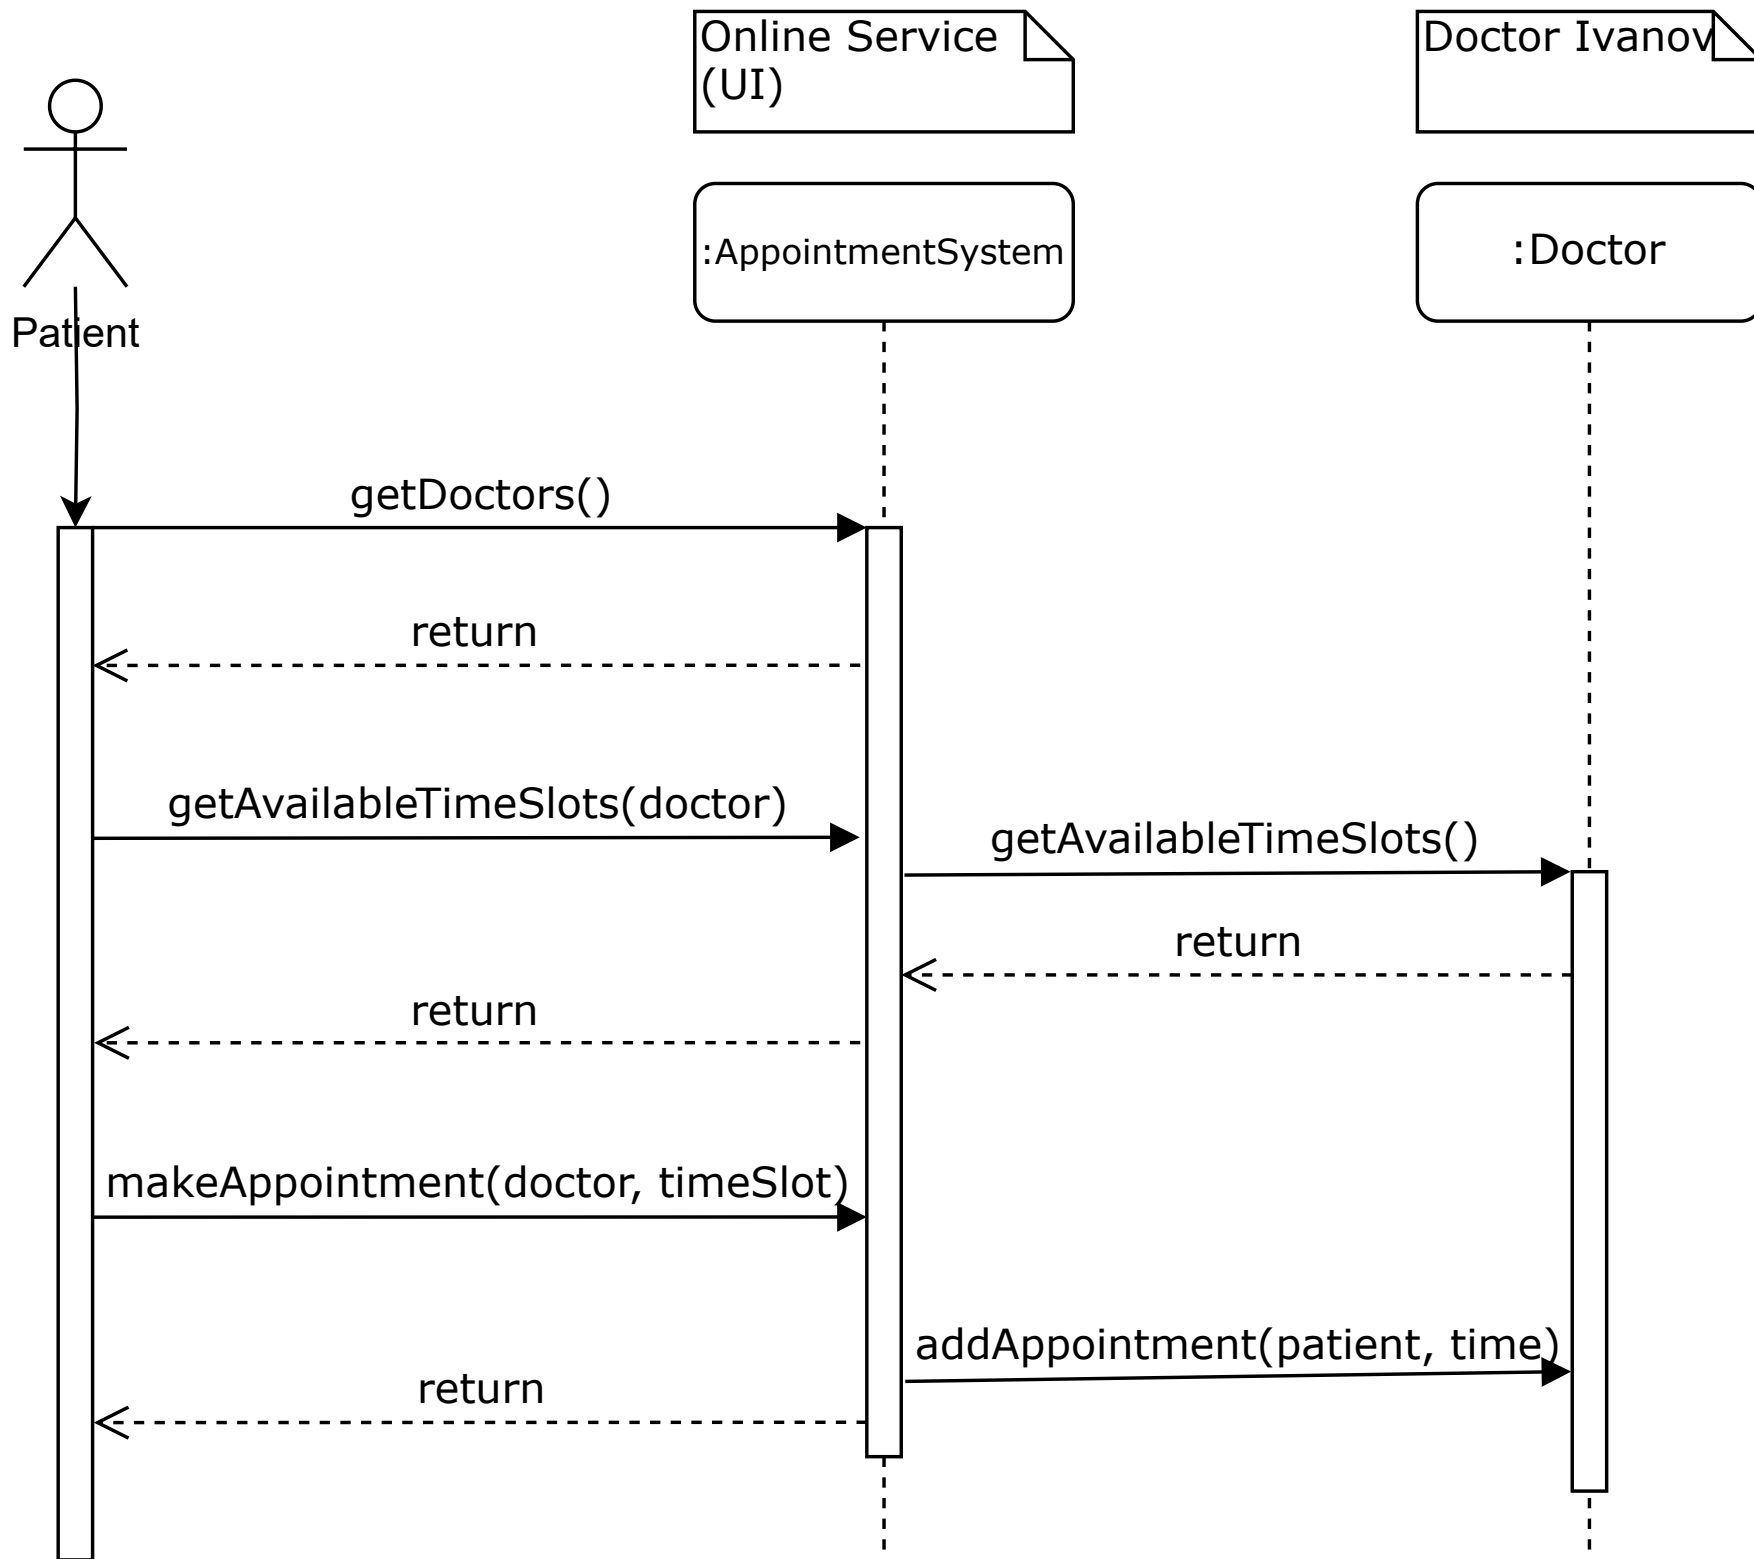 Online Service
(UI)
Doctor Ivanov
:AppointmentSystem
:Doctor
Patient
getDoctors()
return
getAvailableTimeSlots(doctor)
getAvailableTimeSlots()
return
return
makeAppointment(doctor, timeSlot)
addAppointment(patient, time)
return